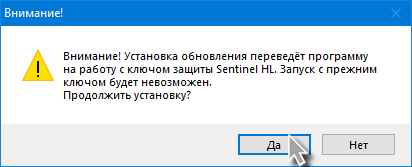 Внимание!
Внимание! Установка обновления переведёт программу
на работу с ключом защиты Sentinel HL. Запуск с прежним
ключом будет невозможен.
Продолжить установку?
Да
Нет